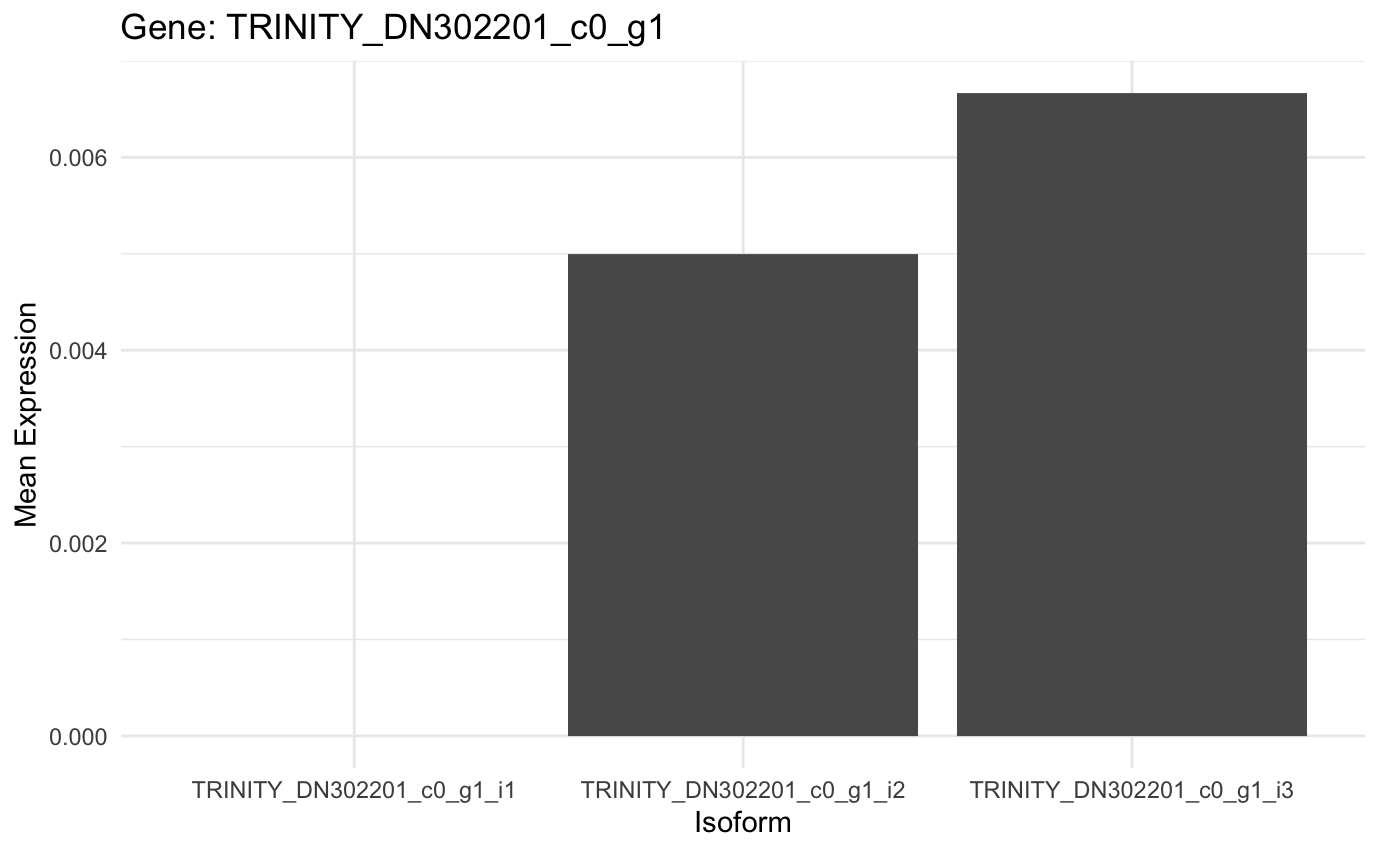 Gene: TRINITY_DN302201_c0_g1
Mean Expression
0.006
0.004
0.002
0.000
TRINITY_DN302201_c0_g1_i1 TRINITY_DN302201_c0_g1_i2 TRINITY_DN302201_c0_g1_i3
Isoform